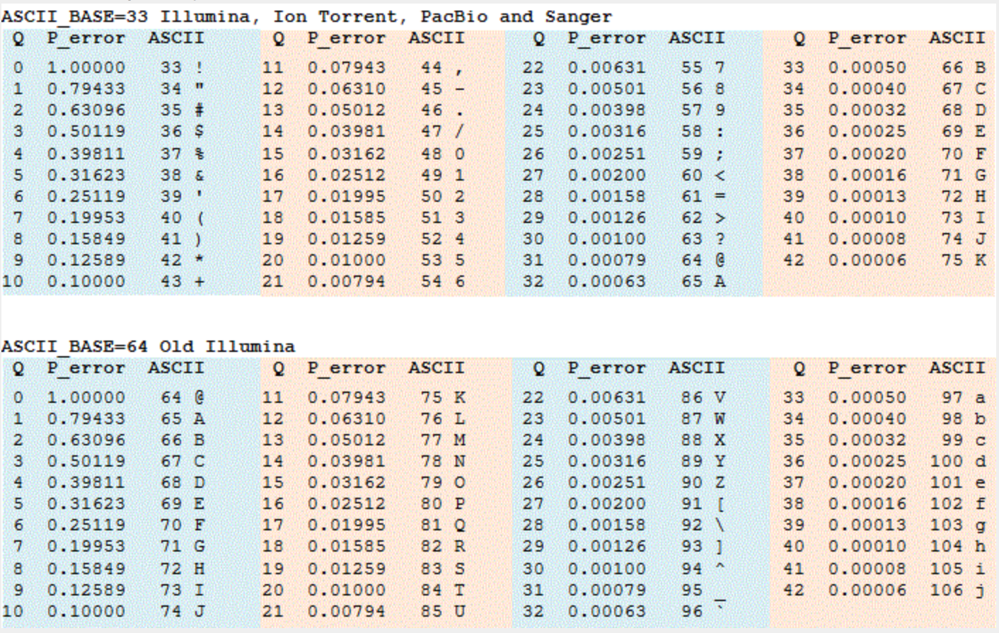 ASCII_BASE=33 Illumina, Ion Torrent, PacBio and Sanger
Q P_error ASCII Q P_error ASCII Q P_error ASCII Q P_error ASCII
0 1.00000 33 ! 11 0.07943 44 , 22 0.00631 55 7 33 0.00050 66 B
1 0.79433 34 " 12 0.06310 45 - 23 0.00501 56 8 34 0.00040 67 C
2 0.63096 35 # 13 0.05012 46 . 24 0.00398 57 9 35 0.00032 68 D
3 0.50119 36 $ 14 0.03981 47 / 25 0.00316 58 : 36 0.00025 69 E
4 0.39811 37 % 15 0.03162 48 0 26 0.00251 59 ; 37 0.00020 70 F
5 0.31623 38 & 16 0.02512 49 1 27 0.00200 60 < 38 0.00016 71 G
6 0.25119 39 ' 17 0.01995 50 2 28 0.00158 61 = 39 0.00013 72 H
7 0.19953 40 ( 18 0.01585 51 3 29 0.00126 62 > 40 0.00010 73 I
8 0.15849 41 ) 19 0.01259 52 4 30 0.00100 63 ? 41 0.00008 74 J
9 0.12589 42 * 20 0.01000 53 5 31 0.00079 64 @ 42 0.00006 75 K
10 0.10000 43 + 21 0.00794 54 6 32 0.00063 65 A
ASCII_BASE=64 Old Illumina
Q P_error ASCII Q P_error ASCII Q P_error ASCII Q P_error ASCII
0 1.00000 64 @ 11 0.07943 75 K 22 0.00631 86 V 33 0.00050 97 a
1 0.79433 65 A 12 0.06310 76 L 23 0.00501 87 W 34 0.00040 98 b
2 0.63096 66 B 13 0.05012 77 M 24 0.00398 88 X 35 0.00032 99 c
3 0.50119 67 C 14 0.03981 78 N 25 0.00316 89 Y 36 0.00025 100 d
4 0.39811 68 D 15 0.03162 79 O 26 0.00251 90 Z 37 0.00020 101 e
5 0.31623 69 E 16 0.02512 80 P 27 0.00200 91 [ 38 0.00016 102 f
6 0.25119 70 F 17 0.01995 81 Q 28 0.00158 92 \ 39 0.00013 103 g
7 0.19953 71 G 18 0.01585 82 R 29 0.00126 93 ] 40 0.00010 104 h
8 0.15849 72 H 19 0.01259 83 S 30 0.00100 94 ^ 41 0.00008 105 i
9 0.12589 73 I 20 0.01000 84 T 31 0.00079 95 _ 42 0.00006 106 j
10 0.10000 74 J 21 0.00794 85 U 32 0.00063 96 `